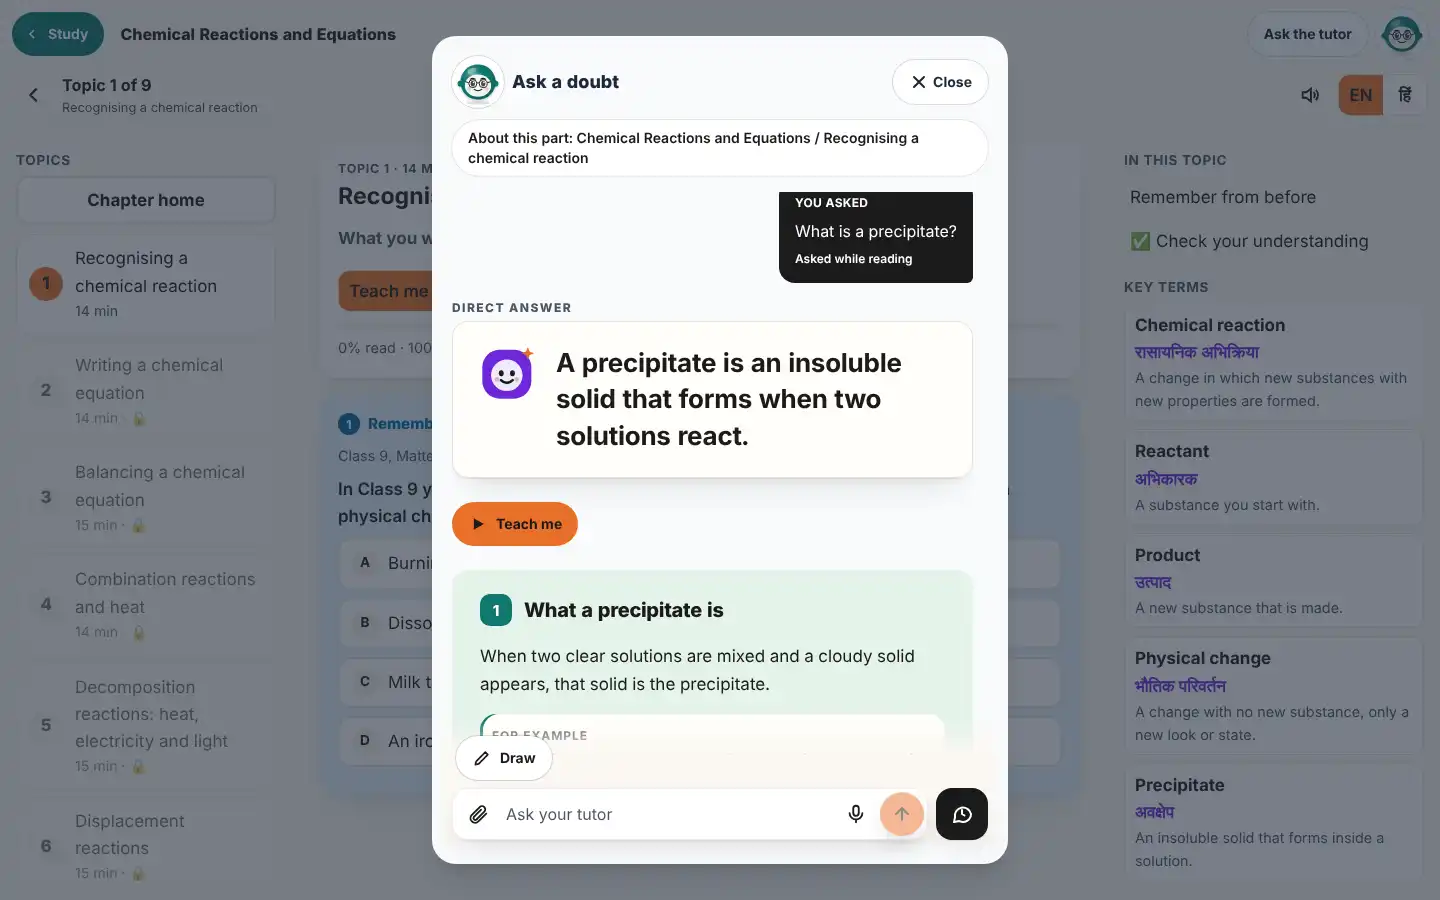 Study
Chemical Reactions and Equations
Ask the tutor
Topic 1 of 9
Recognising a chemical reaction
EN
हिं
TOPICS
Chapter home
1
Recognising a
chemical reaction
14 min
2
Writing a chemical
equation
14 min ·
3
Balancing a chemical
equation
15 min ·
4
Combination reactions
and heat
14 min ·
5
Decomposition
reactions: heat,
electricity and light
15 min ·
6
Displacement
reactions
15 min ·
TOPIC 1 · 14 M
Recogni
What you w
Teach me
0% read · 100
1
Rememb
Class 9, Matte
In Class 9 y
physical ch
A
Burni
B
Disso
C
Milk t
D
An iro
Ask a doubt
Close
About this part: Chemical Reactions and Equations / Recognising a
chemical reaction
YOU ASKED
What is a precipitate?
Asked while reading
DIRECT ANSWER
A precipitate is an insoluble
solid that forms when two
solutions react.
Teach me
1
What a precipitate is
When two clear solutions are mixed and a cloudy solid
appears, that solid is the precipitate.
FOR EXAMPLE
Draw
Ask your tutor
IN THIS TOPIC
Remember from before
Check your understanding
KEY TERMS
Chemical reaction
रासायनिक अभिक्रिया
A change in which new substances with
new properties are formed.
Reactant
अभिकारक
A substance you start with.
Product
उत्पाद
A new substance that is made.
Physical change
भौतिक परिवर्तन
A change with no new substance, only a
new look or state.
Precipitate
अवक्षेप
An insoluble solid that forms inside a
solution.